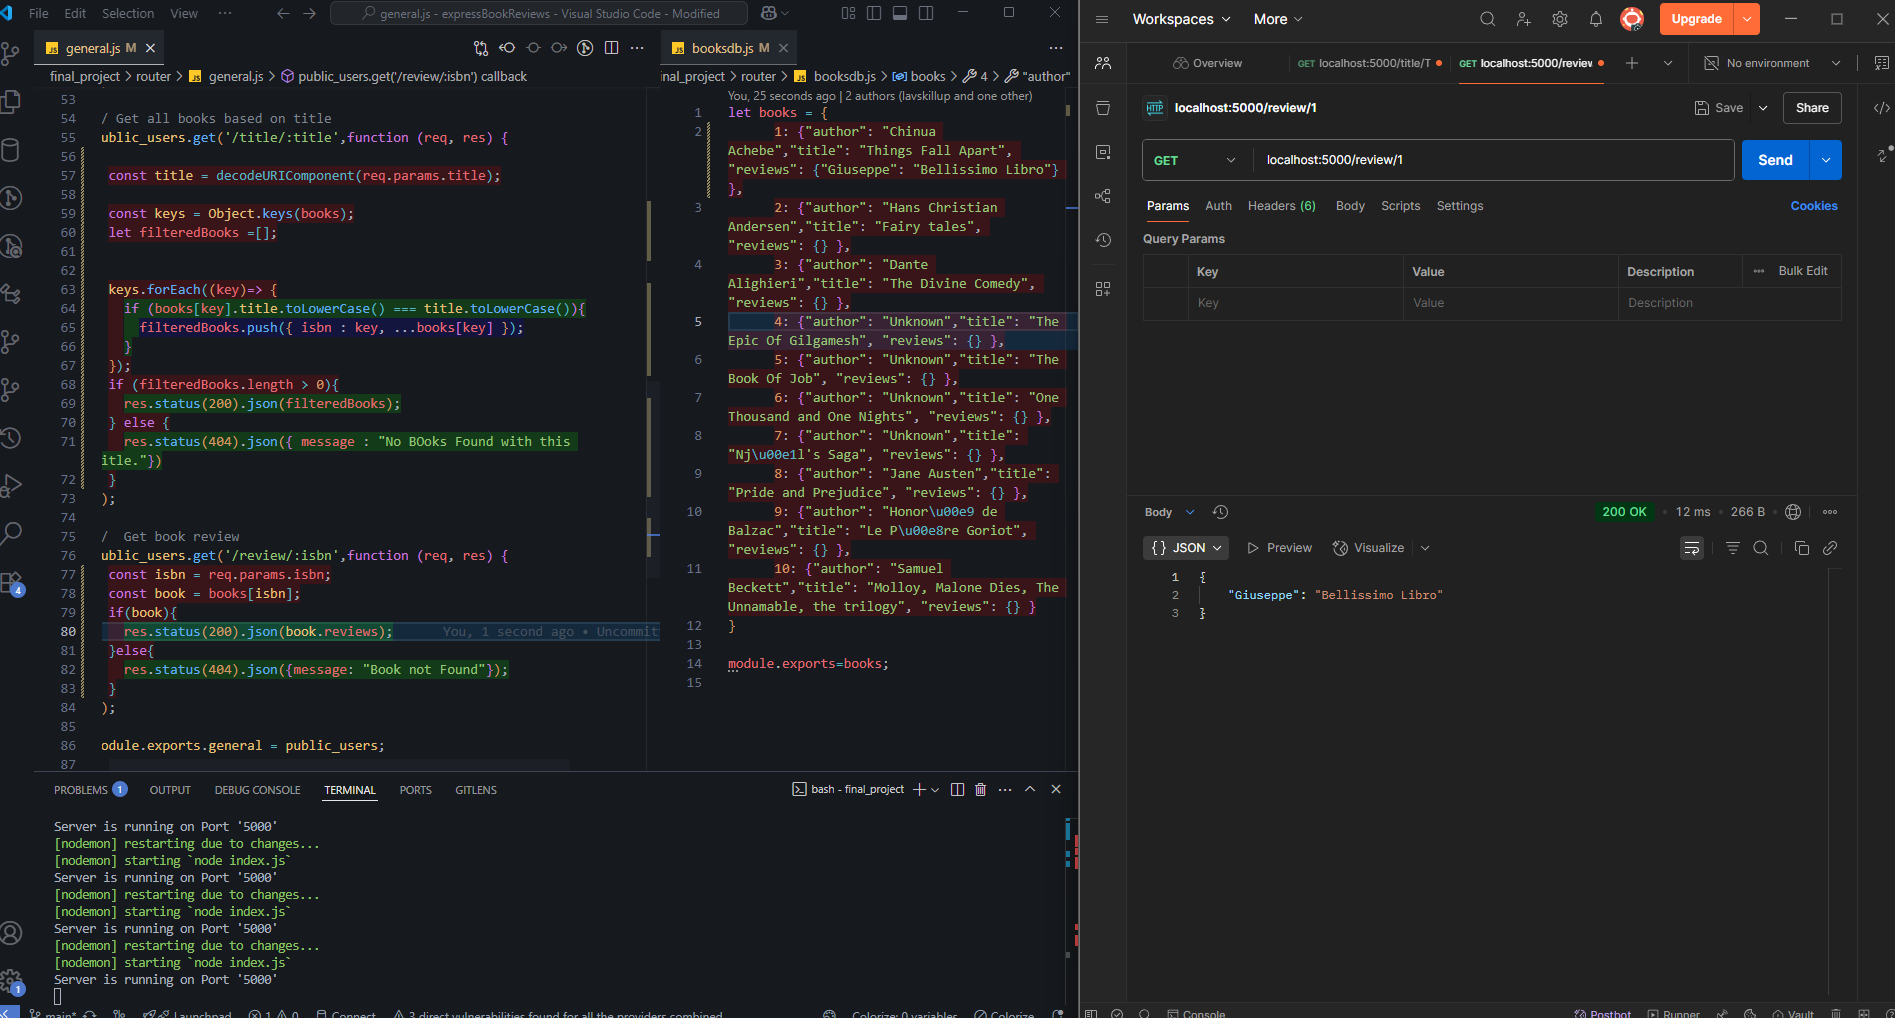 File Edit Selection View ··· general.js - expressBookReviews - Visual Studio Code - Modified
general.js M
final_project > router > general.js > public_users.get('/review/:isbn') callback
53
54 / Get all books based on title
55 ublic_users.get('/title/:title',function (req, res) {
56
57 const title = decodeURIComponent(req.params.title);
58
59 const keys = Object.keys(books);
60 let filteredBooks =[];
61
62
63 keys.forEach((key)=> {
64 if (books[key].title.toLowerCase() === title.toLowerCase()){
65 filteredBooks.push({ isbn : key, ...books[key] });
66 }
67 });
68 if (filteredBooks.length > 0){
69 res.status(200).json(filteredBooks);
70 } else {
71 res.status(404).json({ message : "No BOoks Found with this
itle."})
72 }
73 );
74
75 /  Get book review
76 ublic_users.get('/review/:isbn',function (req, res) {
77 const isbn = req.params.isbn;
78 const book = books[isbn];
79 if(book){
80 res.status(200).json(book.reviews); You, 1 second ago • Uncommit
81 }else{
82 res.status(404).json({message: "Book not Found"});
83 }
84 );
85
86 odule.exports.general = public_users;
87
booksdb.js M
inal_project > router > booksdb.js > books > 4 > "author"
You, 25 seconds ago | 2 authors (lavskillup and one other)
1 let books = {
2 1: {"author": "Chinua
Achebe","title": "Things Fall Apart",
"reviews": {"Giuseppe": "Bellissimo Libro"}
},
3 2: {"author": "Hans Christian
Andersen","title": "Fairy tales",
"reviews": {} },
4 3: {"author": "Dante
Alighieri","title": "The Divine Comedy",
"reviews": {} },
5 4: {"author": "Unknown","title": "The
Epic Of Gilgamesh", "reviews": {} },
6 5: {"author": "Unknown","title": "The
Book Of Job", "reviews": {} },
7 6: {"author": "Unknown","title": "One
Thousand and One Nights", "reviews": {} },
8 7: {"author": "Unknown","title":
"Nj\u00e1l's Saga", "reviews": {} },
9 8: {"author": "Jane Austen","title":
"Pride and Prejudice", "reviews": {} },
10 9: {"author": "Honor\u00e9 de
Balzac","title": "Le P\u00e8re Goriot",
"reviews": {} },
11 10: {"author": "Samuel
Beckett","title": "Molloy, Malone Dies, The
Unnamable, the trilogy", "reviews": {} }
12 }
13
14 module.exports=books;
15
PROBLEMS 1 OUTPUT DEBUG CONSOLE TERMINAL PORTS GITLENS bash - final_project
Server is running on Port '5000'
[nodemon] restarting due to changes...
[nodemon] starting `node index.js`
Server is running on Port '5000'
[nodemon] restarting due to changes...
[nodemon] starting `node index.js`
Server is running on Port '5000'
[nodemon] restarting due to changes...
[nodemon] starting `node index.js`
Server is running on Port '5000'
4
1
main* Launchpad 1 0 Connect 3 direct vulnerabilities found for all the providers combined Colorize: 0 variables Colorize
Workspaces More Upgrade
Overview GET localhost:5000/title/T GET localhost:5000/review No environment
HTTP localhost:5000/review/1 Save Share
GET localhost:5000/review/1 Send
Params Auth Headers (6) Body Scripts Settings Cookies
Query Params
Key Value Description ··· Bulk Edit
Key Value Description
Body 200 OK • 12 ms • 266 B
{} JSON Preview Visualize
1 {
2 "Giuseppe": "Bellissimo Libro"
3 }
Console Postbot Runner Vault